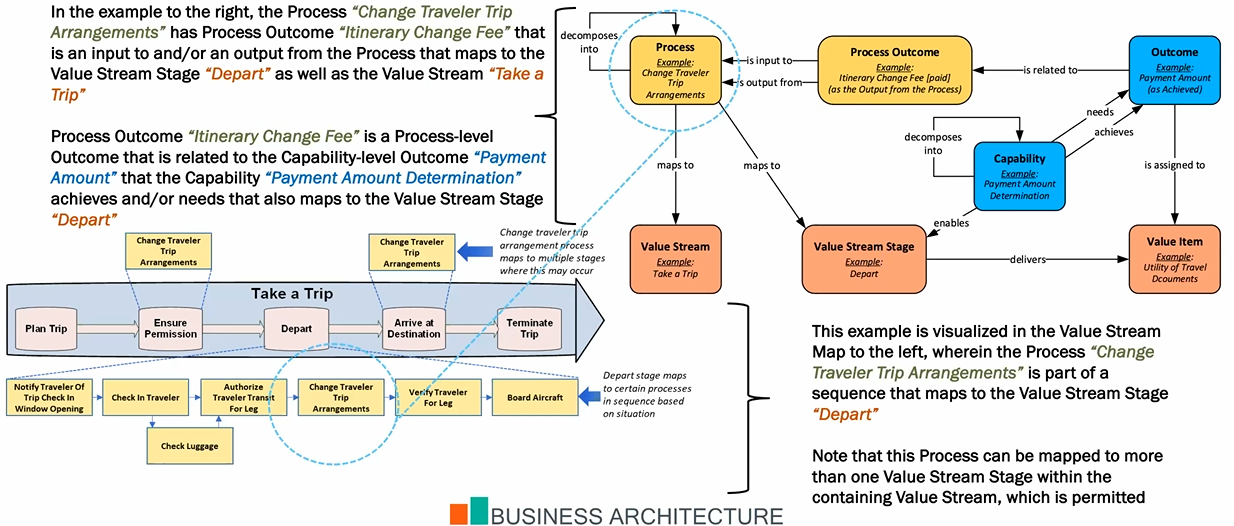 In the example to the right, the Process “Change Traveler Trip
Arrangements” has Process Outcome “Itinerary Change Fee” that
is an input to and/or an output from the Process that maps to the
Value Stream Stage “Depart” as well as the Value Stream “Take a
Trip”
Process Outcome “Itinerary Change Fee” is a Process-level
Outcome that is related to the Capability-level Outcome “Payment
Amount” that the Capability “Payment Amount Determination”
achieves and/or needs that also maps to the Value Stream Stage
“Depart”
decomposes
into
Process
Example:
Change Traveler
Trip
Arrangements
is input to
is output from
Process Outcome
Example:
Itinerary Change Fee [paid]
(as the Output from the Process)
is related to
Outcome
Example:
Payment Amount
(as Achieved)
needs
achieves
decomposes
into
Capability
Example:
Payment Amount
Determination
maps to
maps to
is assigned to
enables
Value Stream
Example:
Take a Trip
Value Stream Stage
Example:
Depart
delivers
Value Item
Example:
Utility of Travel
Dcouments
Change Traveler
Trip
Arrangements
Change Traveler
Trip
Arrangements
Change traveler trip
arrangement process
maps to multiple stages
where this may occur
Take a Trip
Plan Trip
Ensure
Permission
Depart
Arrive at
Destination
Terminate
Trip
Notify Traveler Of
Trip Check In
Window Opening
Check In Traveler
Authorize
Traveler Transit
For Leg
Change Traveler
Trip
Arrangements
Verify Traveler
For Leg
Board Aircraft
Check Luggage
Depart stage maps
to certain processes
in sequence based
on situation
This example is visualized in the Value Stream
Map to the left, wherein the Process “Change
Traveler Trip Arrangements” is part of a
sequence that maps to the Value Stream Stage
“Depart”
Note that this Process can be mapped to more
than one Value Stream Stage within the
containing Value Stream, which is permitted
BUSINESS ARCHITECTURE